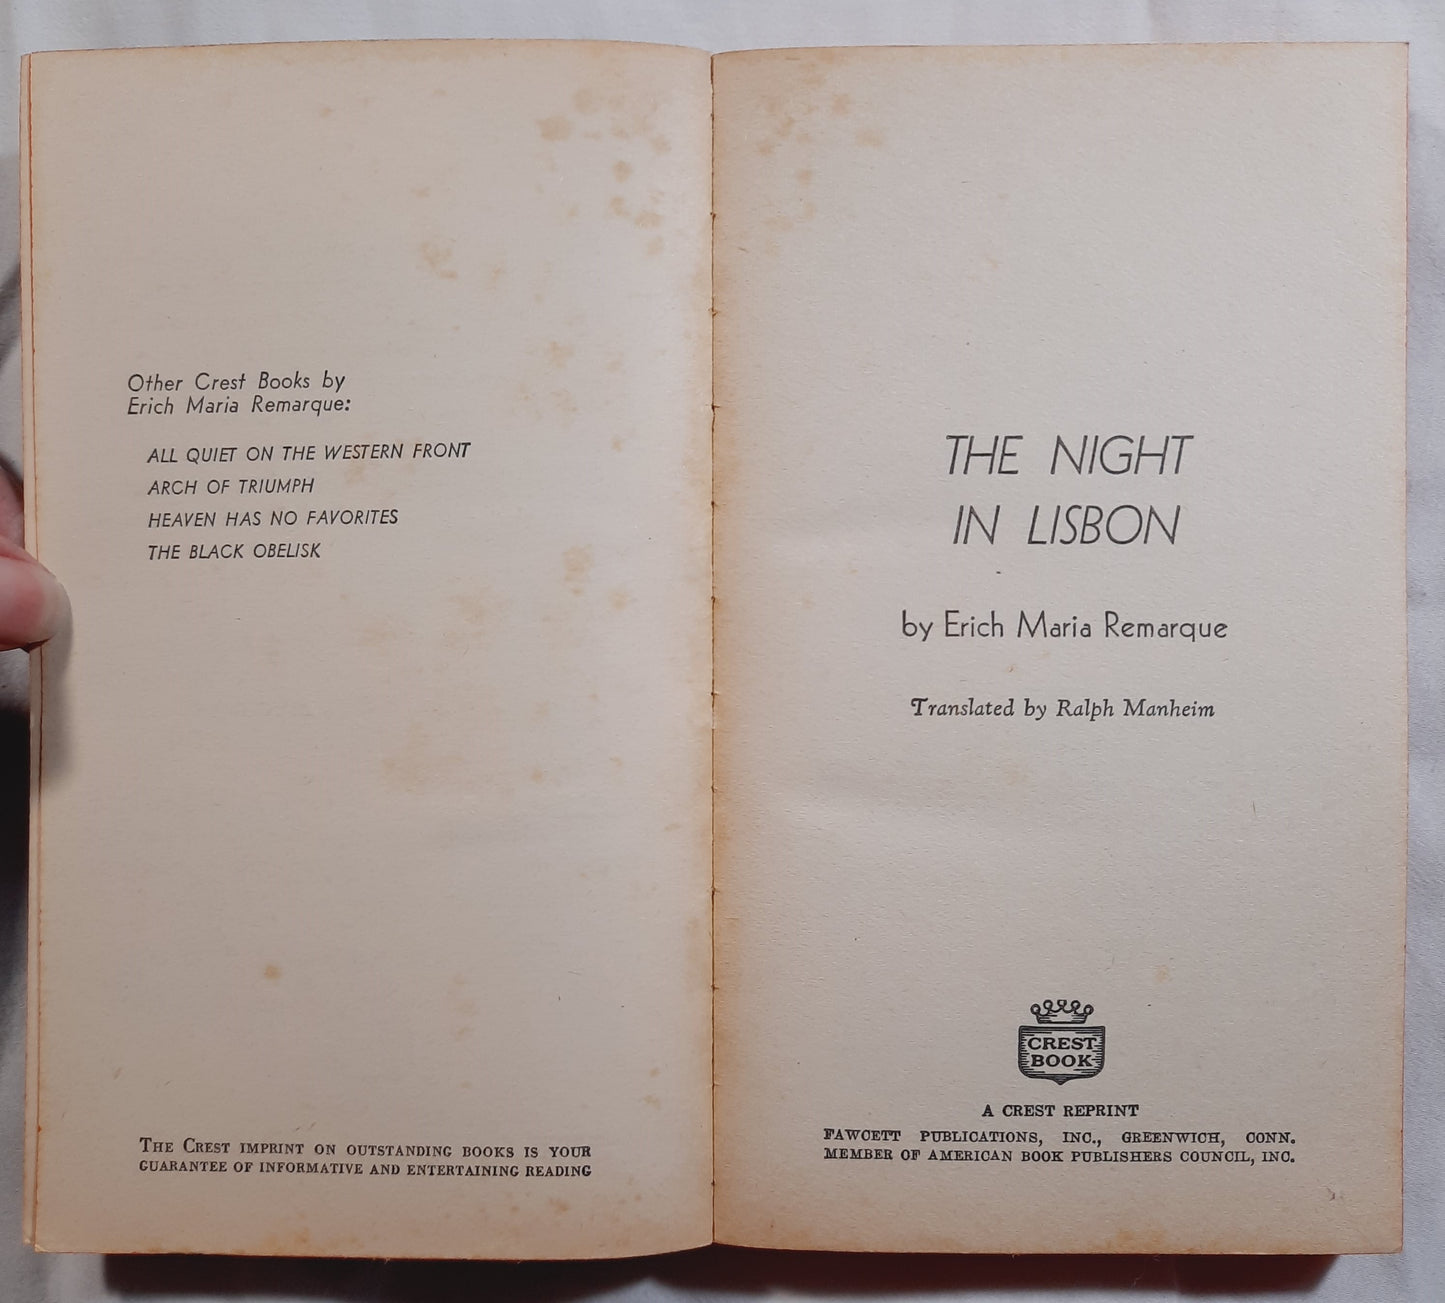 Other Crest Books by
Erich Maria Remarque:
ALL QUIET ON THE WESTERN FRONT
ARCH OF TRIUMPH
HEAVEN HAS NO FAVORITES
THE BLACK OBELISK
THE CREST IMPRINT ON OUTSTANDING BOOKS IS YOUR
GUARANTEE OF INFORMATIVE AND ENTERTAINING READING
THE NIGHT
IN LISBON
by Erich Maria Remarque
Translated by Ralph Manheim
CREST
BOOK
A CREST REPRINT
FAWCETT PUBLICATIONS, INC., GREENWICH, CONN.
MEMBER OF AMERICAN BOOK PUBLISHERS COUNCIL, INC.